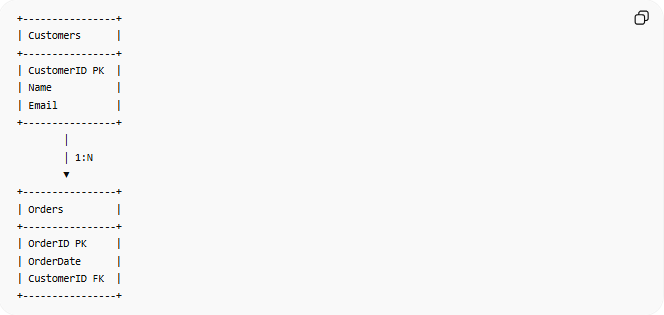 +----------------+
| Customers      |
+----------------+
| CustomerID PK  |
| Name           |
| Email          |
+----------------+
        |
        | 1:N
        ▼
+----------------+
| Orders         |
+----------------+
| OrderID PK     |
| OrderDate      |
| CustomerID FK  |
+----------------+